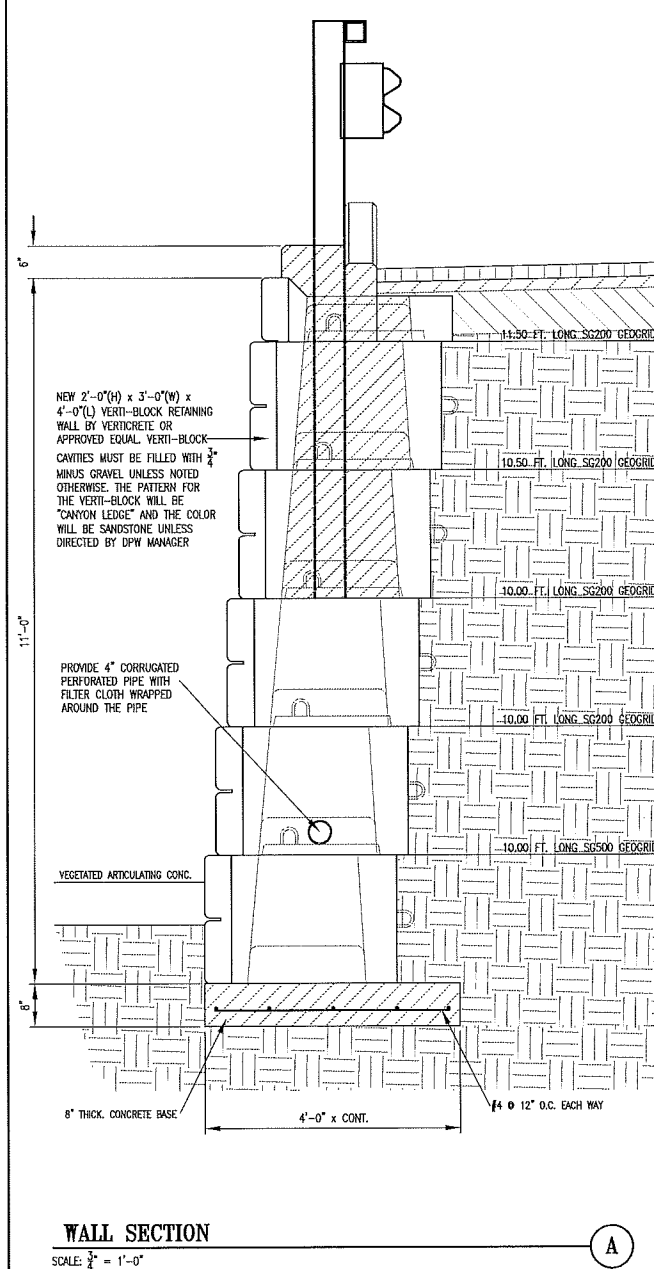 6"
11.50 FT. LONG SG200 GEOGRID
NEW 2'-0"(H) x 3'-0"(W) x
4'-0"(L) VERTI-BLOCK RETAINING
WALL BY VERTICRETE OR
APPROVED EQUAL. VERTI-BLOCK
CAVITIES MUST BE FILLED WITH 3/4"
MINUS GRAVEL UNLESS NOTED
OTHERWISE. THE PATTERN FOR
THE VERTI-BLOCK WILL BE
"CANYON LEDGE" AND THE COLOR
WILL BE SANDSTONE UNLESS
DIRECTED BY DPW MANAGER
10.50 FT. LONG SG200 GEOGRID
10.00 FT. LONG SG200 GEOGRID
11'-0"
PROVIDE 4" CORRUGATED
PERFORATED PIPE WITH
FILTER CLOTH WRAPPED
AROUND THE PIPE
10.00 FT. LONG SG200 GEOGRID
10.00 FT. LONG SG500 GEOGRID
VEGETATED ARTICULATING CONC.
8"
8" THICK. CONCRETE BASE
4'-0" x CONT.
#4 @ 12" O.C. EACH WAY
WALL SECTION
SCALE: 3/4" = 1'-0"
A